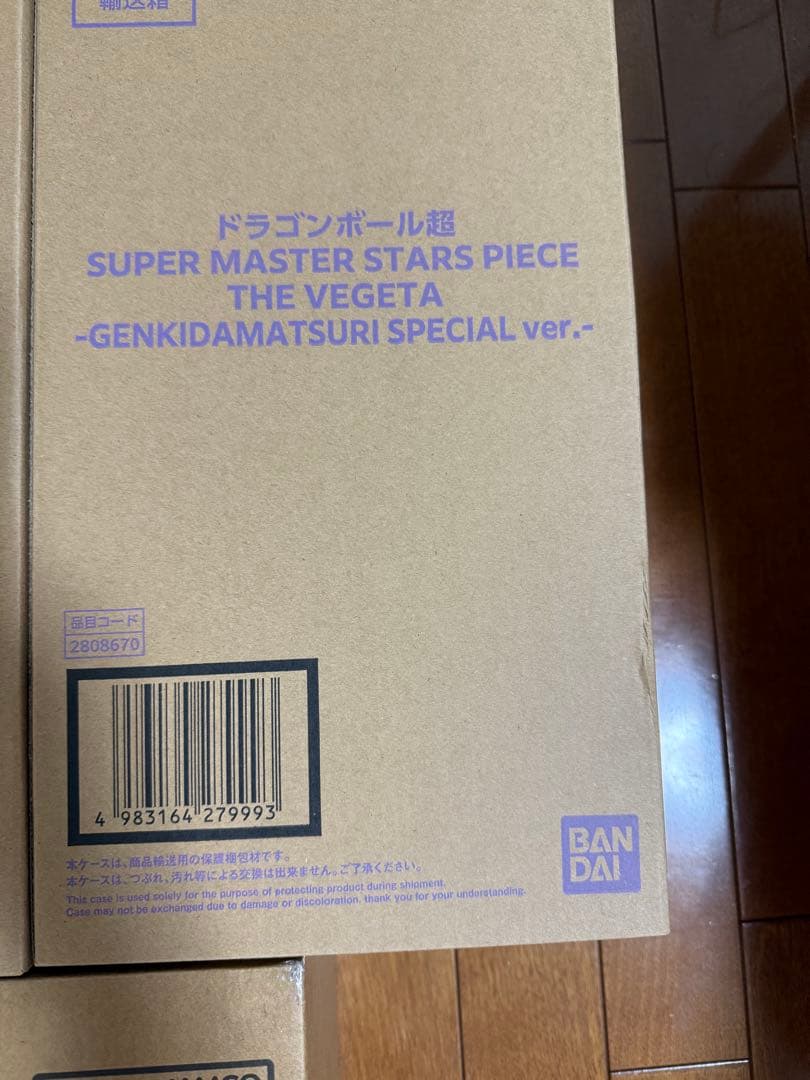 輸送箱
ドラゴンボール超
SUPER MASTER STARS PIECE
THE VEGETA
-GENKIDAMATSURI SPECIAL ver.-
品目コード
2808670
4 983164 279993
本ケースは、商品輸送用の保護梱包材です。
本ケースは、つぶれ、汚れ等による交換は出来ません。ご了承ください。
This case is used solely for the purpose of protecting product during shipment.
Case may not be exchanged due to damage or discoloration, thank you for your understanding.
BAN
DAI